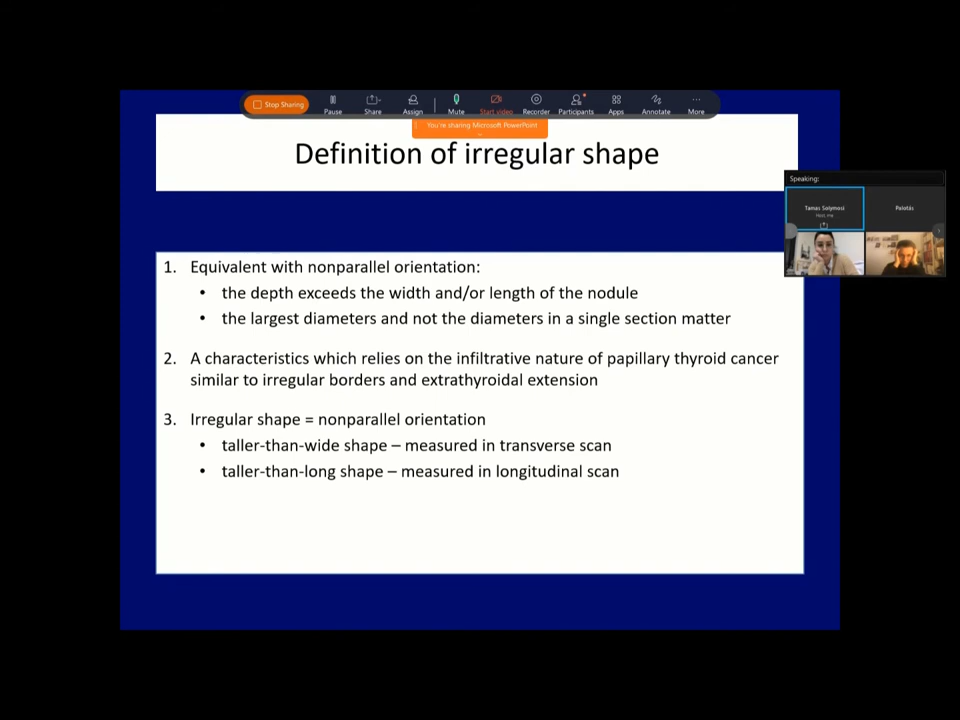 Stop Sharing
Pause
Share
Assign
Mute
Start video
Recorder
Participants
Apps
Annotate
More
You're sharing Microsoft PowerPoint
Definition of irregular shape
Speaking:
Tamas Solymosi
Host, me
Palotás
1. Equivalent with nonparallel orientation:
• the depth exceeds the width and/or length of the nodule
• the largest diameters and not the diameters in a single section matter
2. A characteristics which relies on the infiltrative nature of papillary thyroid cancer
similar to irregular borders and extrathyroidal extension
3. Irregular shape = nonparallel orientation
• taller-than-wide shape – measured in transverse scan
• taller-than-long shape – measured in longitudinal scan